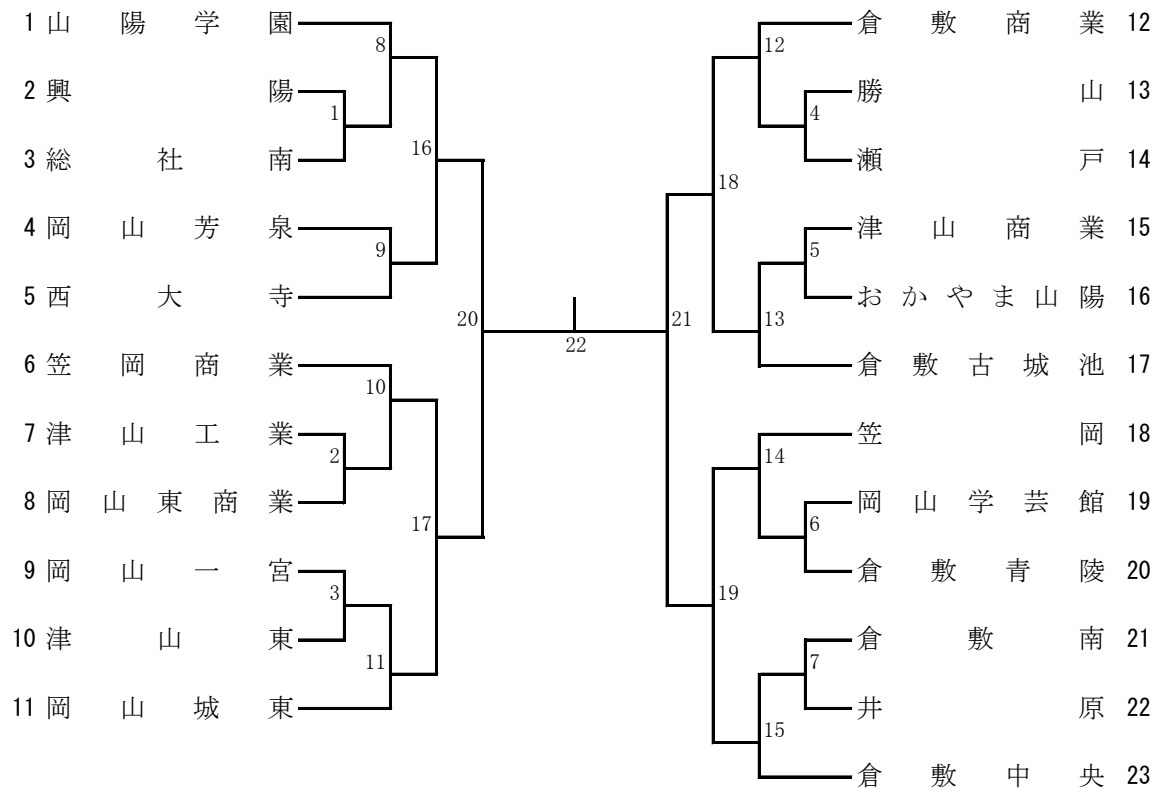 1 山陽学園
8
2 興陽
1
3 総社南
16
4 岡山芳泉
9
5 西大寺
20
6 笠岡商業
10
7 津山工業
2
8 岡山東商業
17
9 岡山一宮
3
10 津山東
11
11 岡山城東
22
倉敷商業 12
12
勝山 13
4
瀬戸 14
18
津山商業 15
5
おかやま山陽 16
13
倉敷古城池 17
21
笠岡 18
14
岡山学芸館 19
6
倉敷青陵 20
19
倉敷南 21
7
井原 22
15
倉敷中央 23